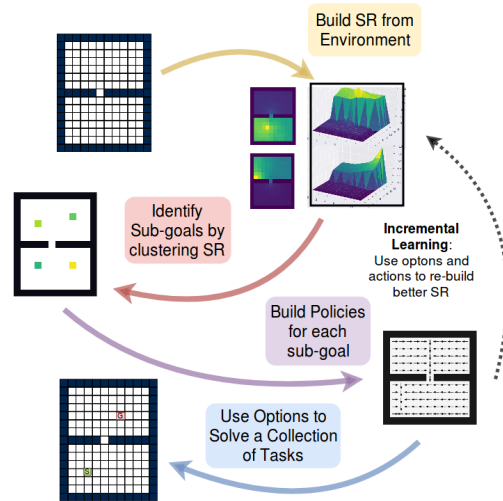 Build SR from
Environment
Identify
Sub-goals by
clustering SR
Incremental
Learning:
Use optons and
actions to re-build
better SR
Build Policies
for each
sub-goal
G
Use Options to
Solve a Collection
of Tasks
S